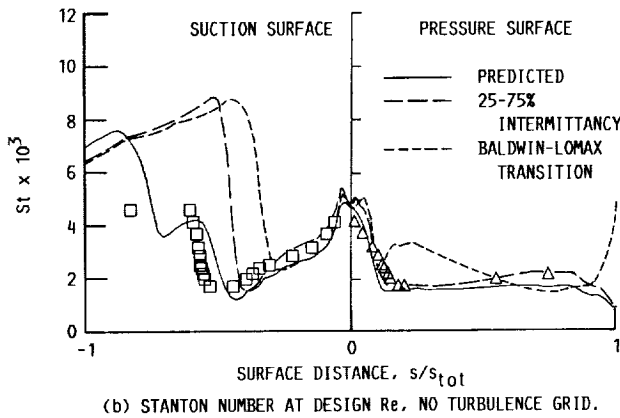 SUCTION SURFACE
PRESSURE SURFACE
PREDICTED
25-75%
INTERMITTANCY
BALDWIN-LOMAX
TRANSITION
12
10
8
6
4
2
0
St x 10³
-1
0
1
SURFACE DISTANCE, s/s_tot
(b) STANTON NUMBER AT DESIGN Re, NO TURBULENCE GRID.